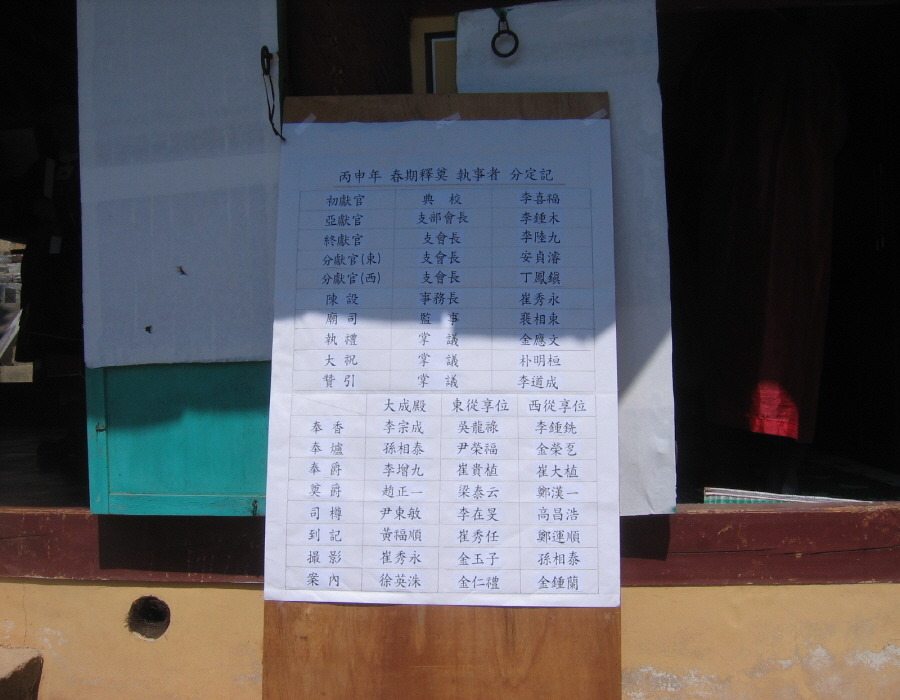 丙申年 春期釋奠 執事者 分定記
初獻官 典 校 李喜福
亞獻官 支部會長 李鍾木
終獻官 支會長 李陸九
分獻官(東) 支會長 安貞濬
分獻官(西) 支會長 丁鳳鎭
陳 設 事務長 崔秀永
廟 司 監 事 裵相東
執 禮 掌 議 金應文
大 祝 掌 議 朴明桓
贊 引 掌 議 李道成
大成殿 東從享位 西從享位
奉 香 李宗成 吳龍祿 李鍾銑
奉 爐 孫相泰 尹榮福 金榮
奉 爵 李增九 崔貴植 崔大植
奠 爵 趙正一 梁泰云 鄭漢一
司 樽 尹東敏 李在旻 高昌浩
到 記 黃福順 崔秀任 鄭運順
撮 影 崔秀永 金玉子 孫相泰
案 內 徐英洙 金仁禮 金鍾蘭